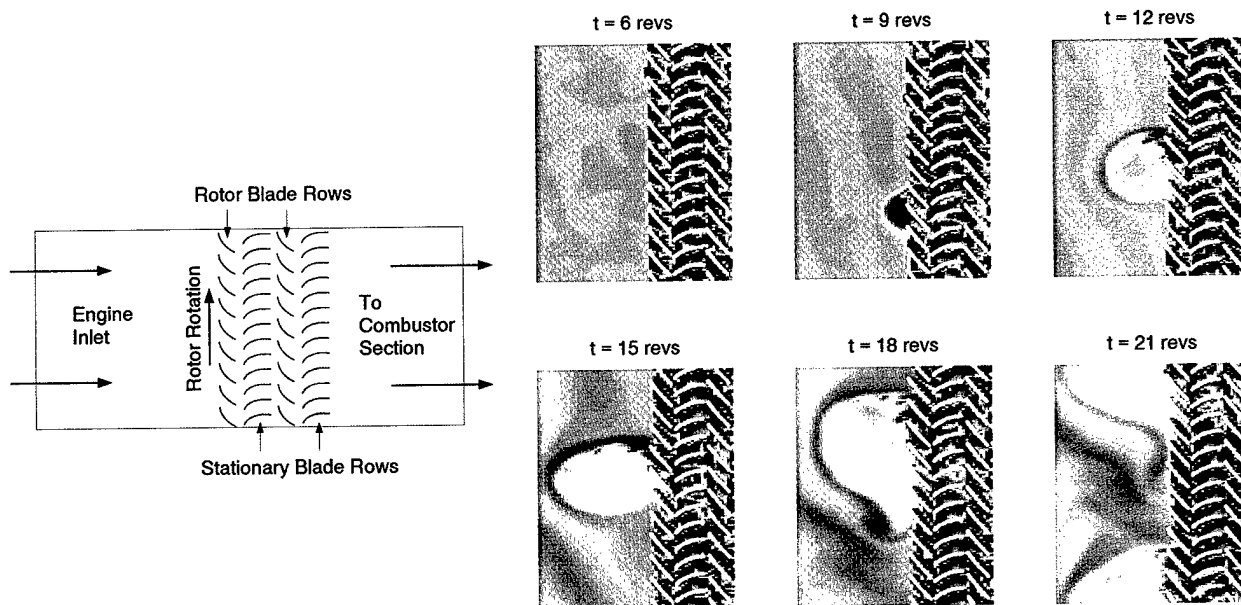 Rotor Blade Rows
Engine
Inlet
Rotor Rotation
To
Combustor
Section
Stationary Blade Rows
t = 6 revs
t = 9 revs
t = 12 revs
t = 15 revs
t = 18 revs
t = 21 revs